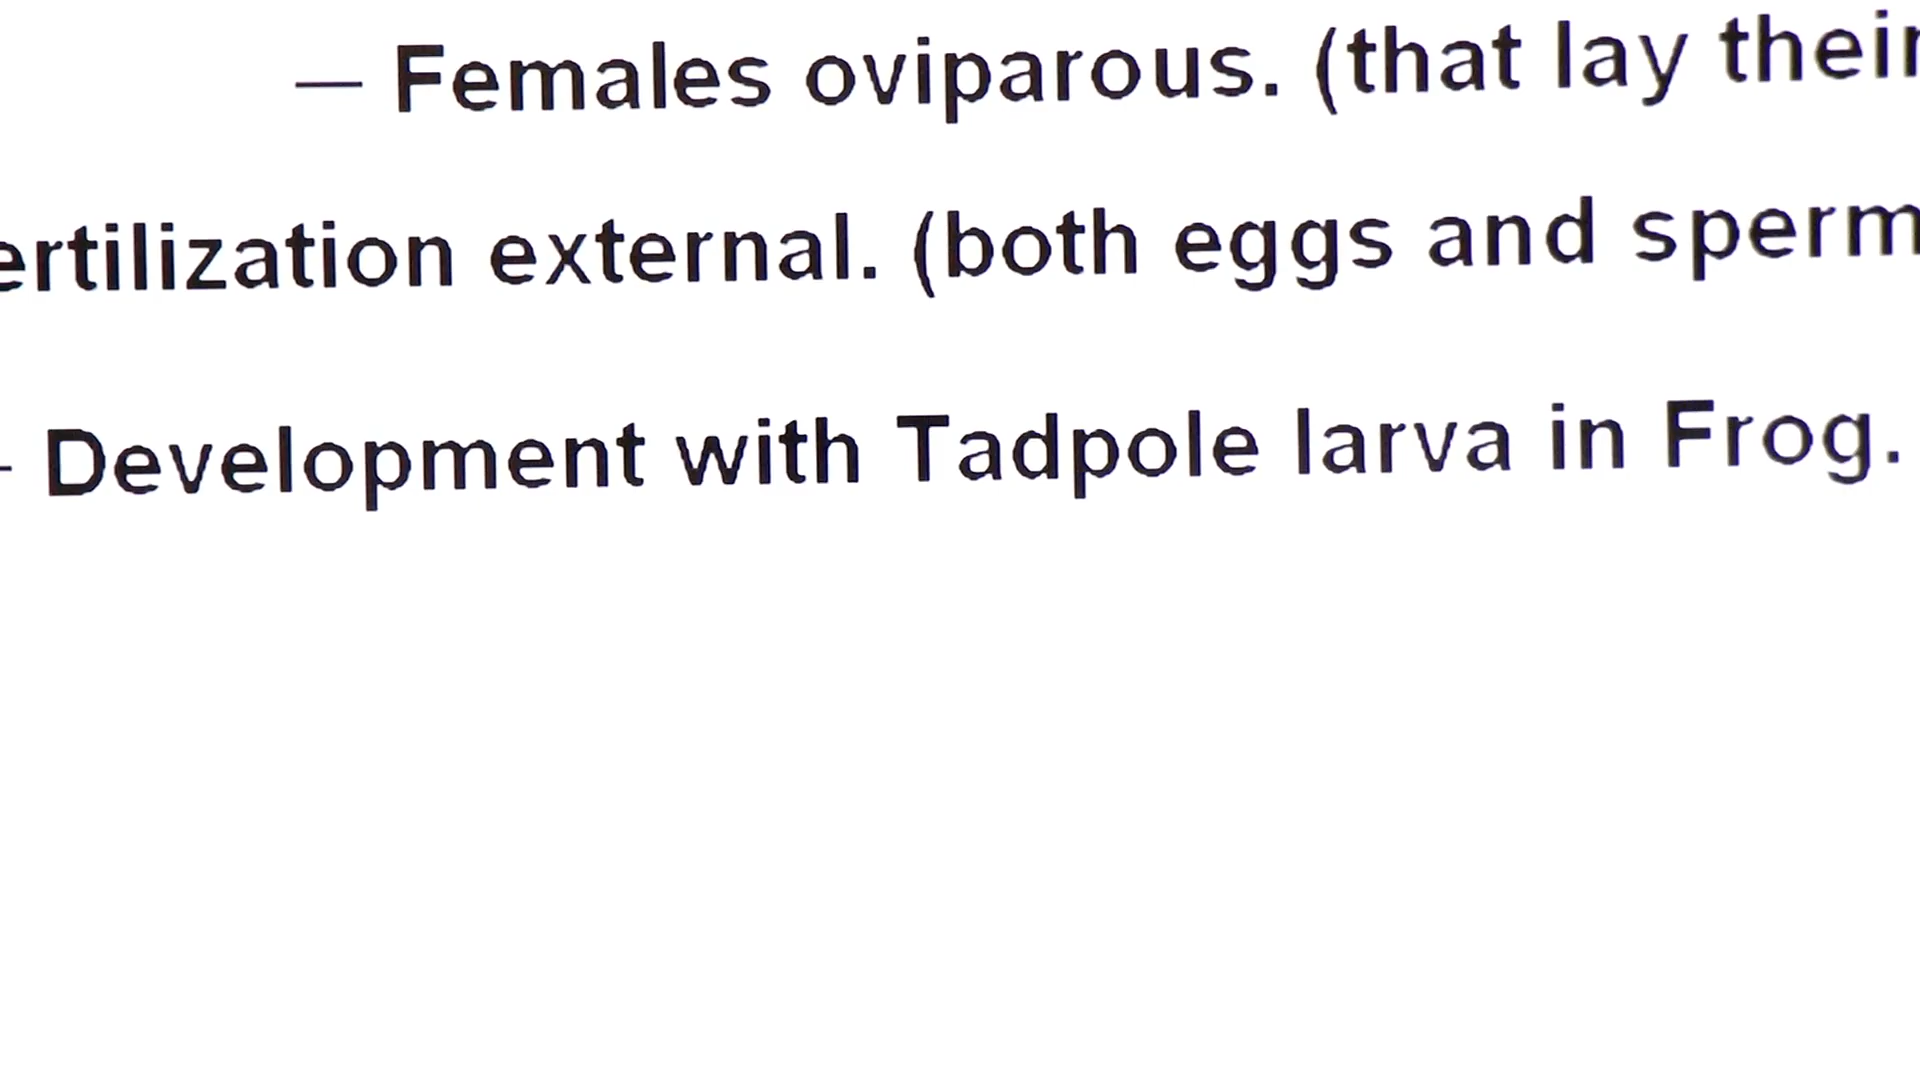 — Females oviparous. (that lay their
ertilization external. (both eggs and sperm
- Development with Tadpole larva in Frog.